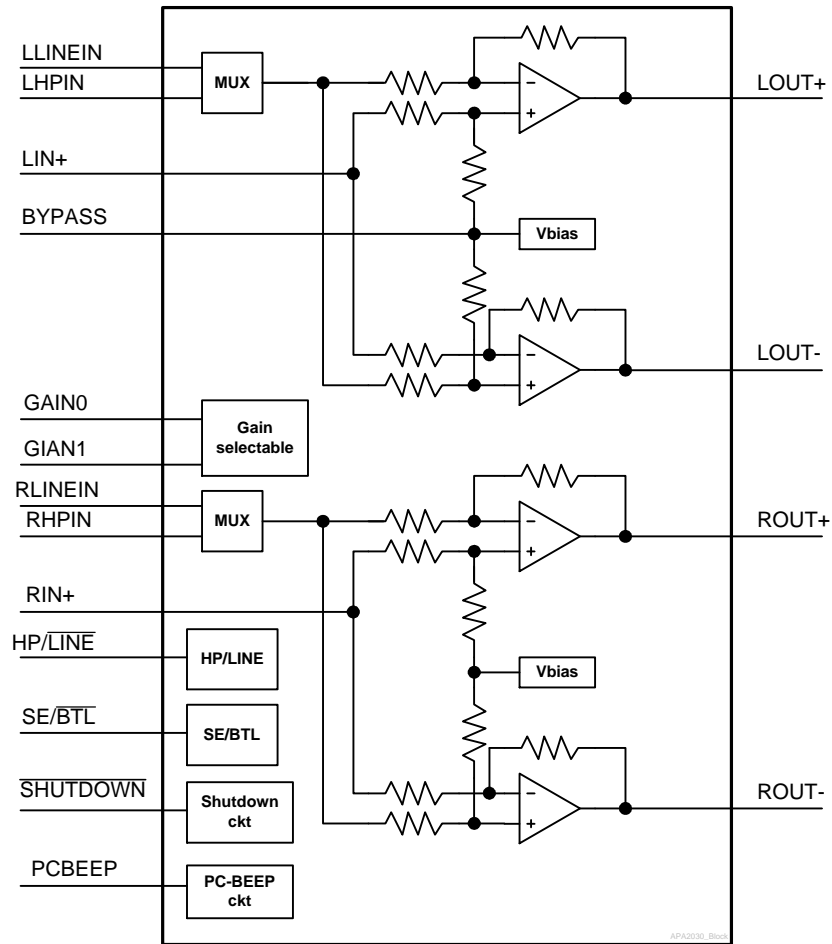 LLINEIN
LHPIN
MUX
LOUT+
LIN+
BYPASS
Vbias
LOUT-
GAIN0
Gain
selectable
GIAN1
RLINEIN
RHPIN
MUX
ROUT+
RIN+
HP/LINE
HP/LINE
Vbias
SE/BTL
SE/BTL
SHUTDOWN
Shutdown
ckt
ROUT-
PCBEEP
PC-BEEP
ckt
APA2030_Block